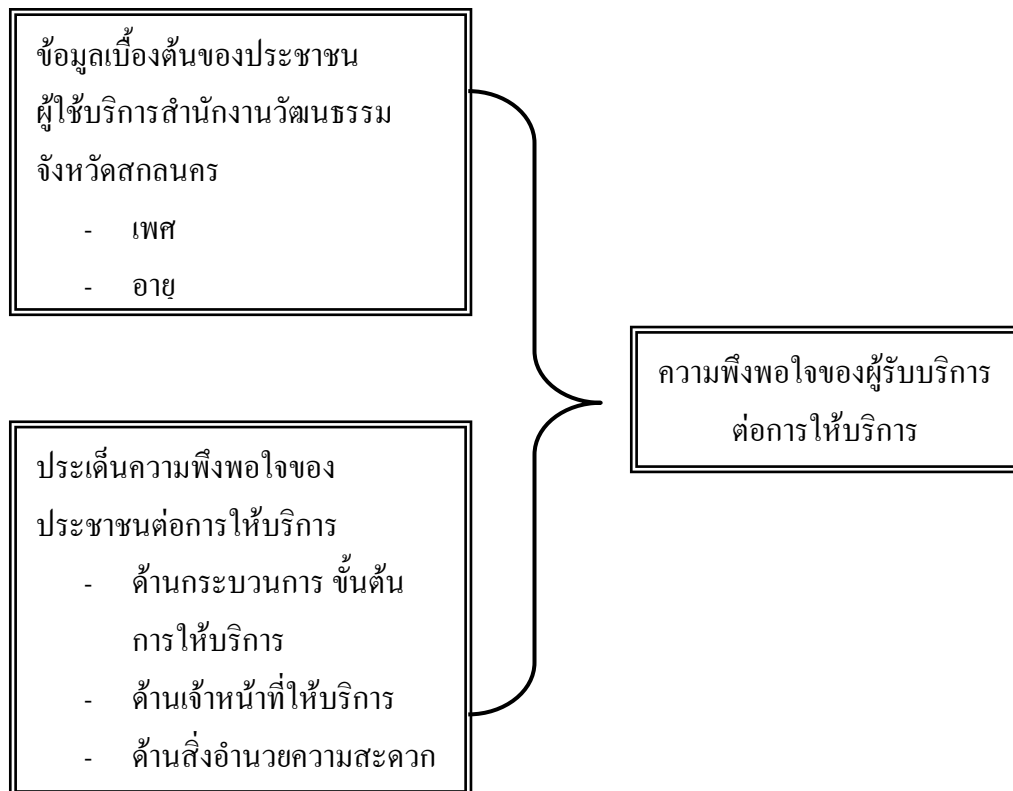 ข้อมูลเบื้องต้นของประชาชน
ผู้ใช้บริการสำนักงานวัฒนธรรม
จังหวัดสกลนคร
- เพศ
- อายุ
ประเด็นความพึงพอใจของ
ประชาชนต่อการให้บริการ
- ด้านกระบวนการ ขั้นต้น
การให้บริการ
- ด้านเจ้าหน้าที่ให้บริการ
- ด้านสิ่งอำนวยความสะดวก
ความพึงพอใจของผู้รับบริการ
ต่อการให้บริการ